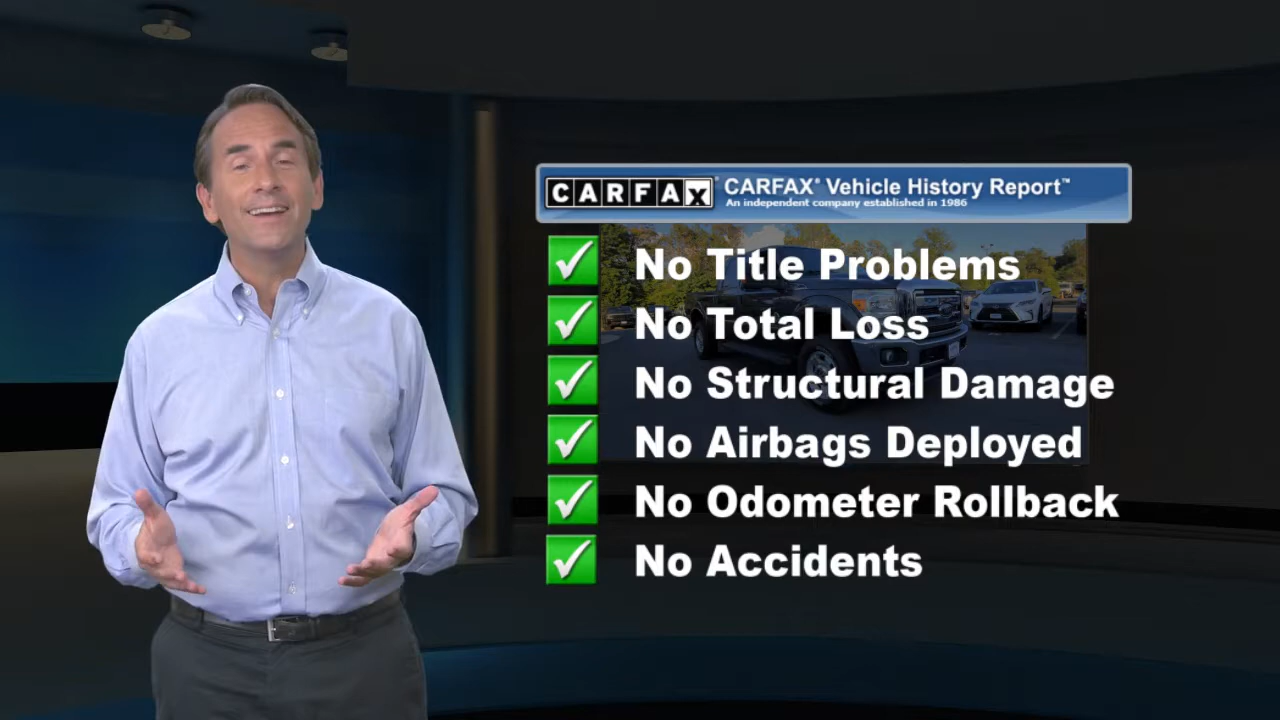 CARFAX® CARFAX® Vehicle History Report™
An independent company established in 1986
No Title Problems
No Total Loss
No Structural Damage
No Airbags Deployed
No Odometer Rollback
No Accidents